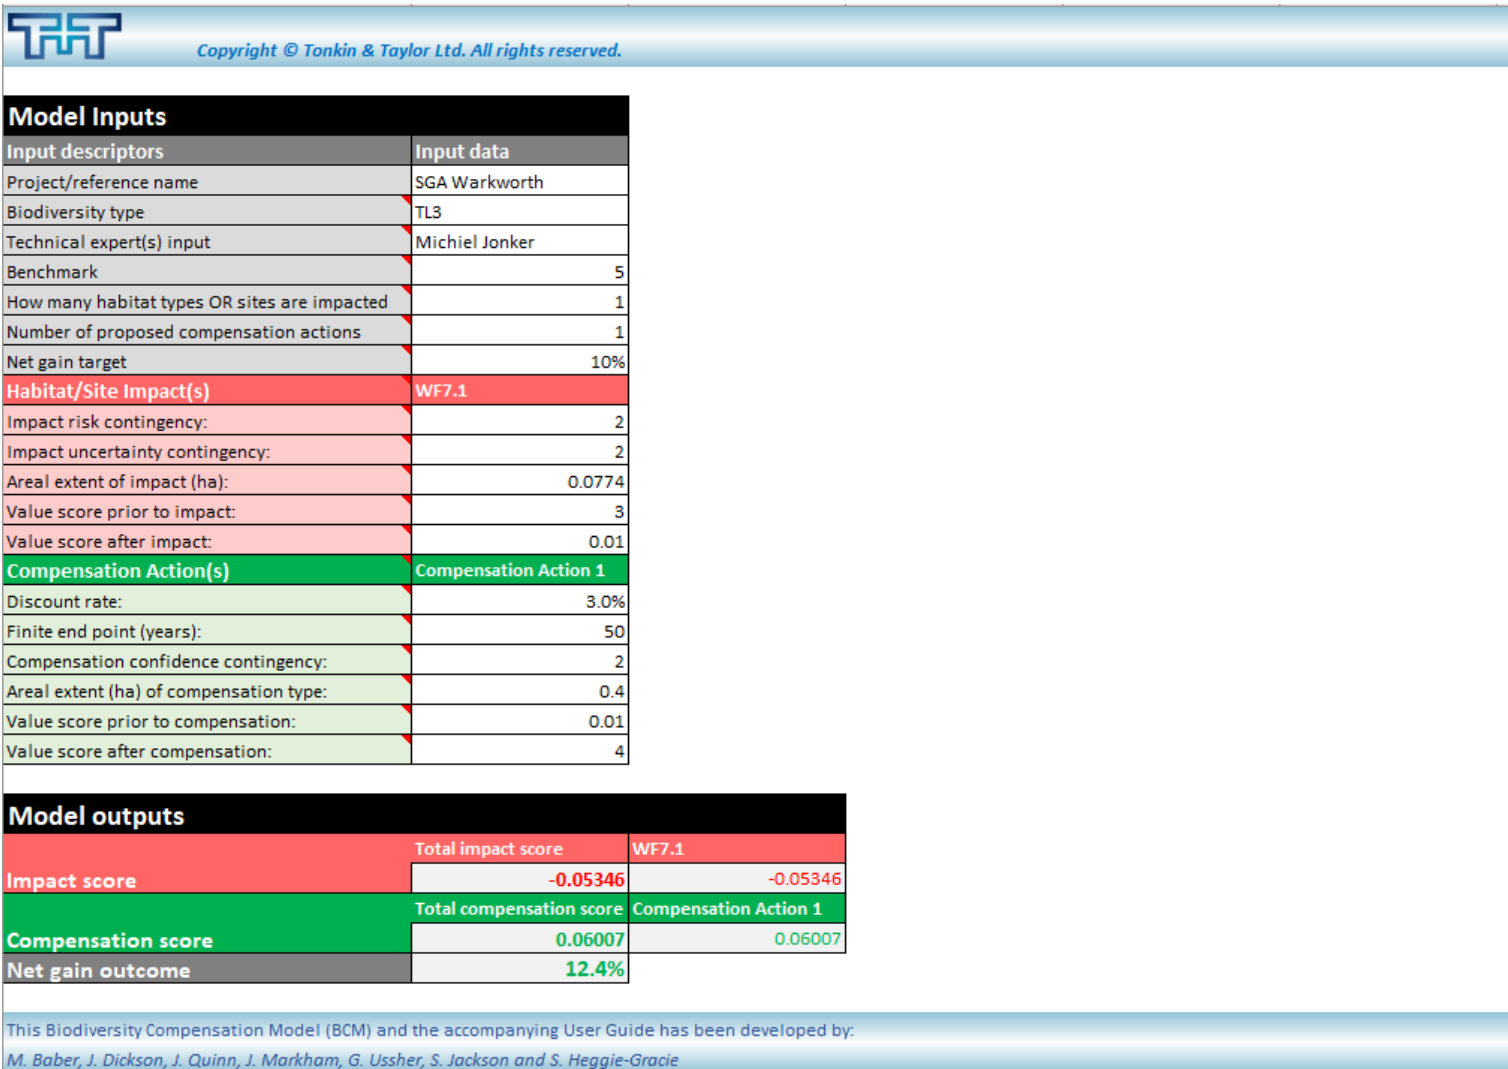 T+T Copyright © Tonkin & Taylor Ltd. All rights reserved.
Model Inputs
Input descriptors Input data
Project/reference name SGA Warkworth
Biodiversity type TL3
Technical expert(s) input Michiel Jonker
Benchmark 5
How many habitat types OR sites are impacted 1
Number of proposed compensation actions 1
Net gain target 10%
Habitat/Site Impact(s) WF7.1
Impact risk contingency: 2
Impact uncertainty contingency: 2
Areal extent of impact (ha): 0.0774
Value score prior to impact: 3
Value score after impact: 0.01
Compensation Action(s) Compensation Action 1
Discount rate: 3.0%
Finite end point (years): 50
Compensation confidence contingency: 2
Areal extent (ha) of compensation type: 0.4
Value score prior to compensation: 0.01
Value score after compensation: 4
Model outputs
Total impact score WF7.1
Impact score -0.05346 -0.05346
Total compensation score Compensation Action 1
Compensation score 0.06007 0.06007
Net gain outcome 12.4%
This Biodiversity Compensation Model (BCM) and the accompanying User Guide has been developed by:
M. Baber, J. Dickson, J. Quinn, J. Markham, G. Ussher, S. Jackson and S. Heggie-Gracie